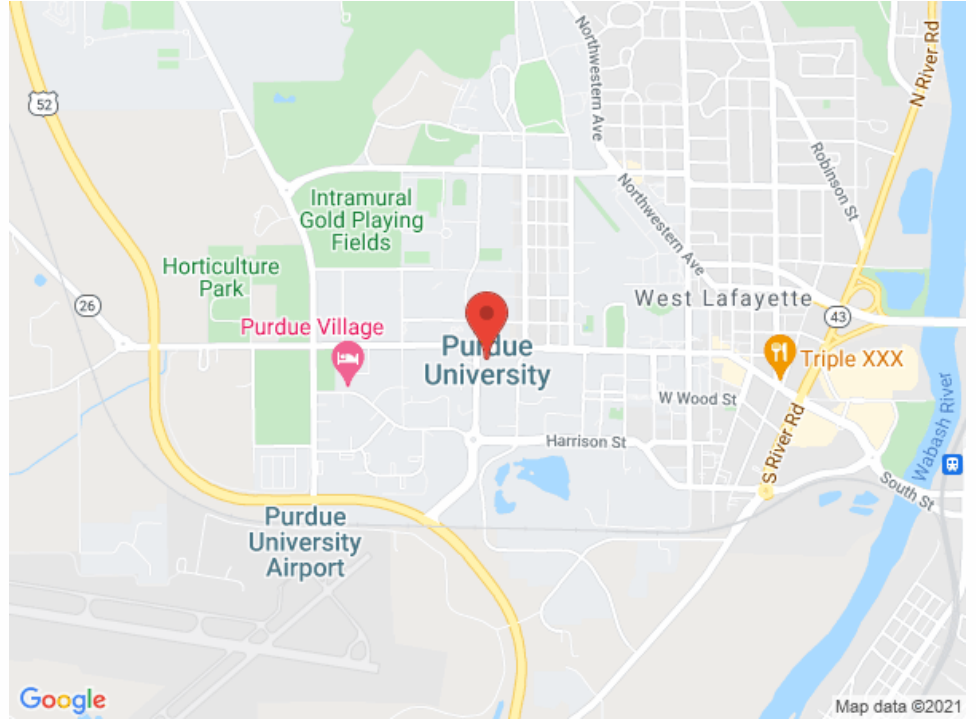 52
Northwestern Ave
N River Rd
Robinson St
Intramural
Gold Playing
Fields
Northwestern Ave
Horticulture
Park
26
West Lafayette
43
Purdue Village
Purdue
University
Triple XXX
W Wood St
S River Rd
Wabash River
Harrison St
South St
Purdue
University
Airport
Google
Map data ©2021